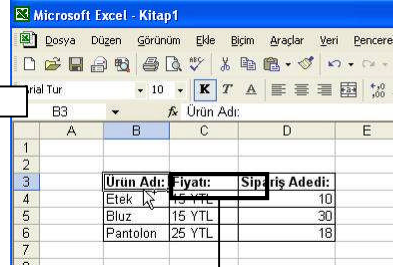 Microsoft Excel - Kitap1
Dosya Düzen Görünüm Ekle Biçim Araçlar Veri Pencere
rial Tur 10 K T A
B3 fx Ürün Adı:
A B C D E
1
2
3 Ürün Adı: Fiyatı: Sipariş Adedi:
4 Etek 15 YTL 10
5 Bluz 15 YTL 30
6 Pantolon 25 YTL 18
7